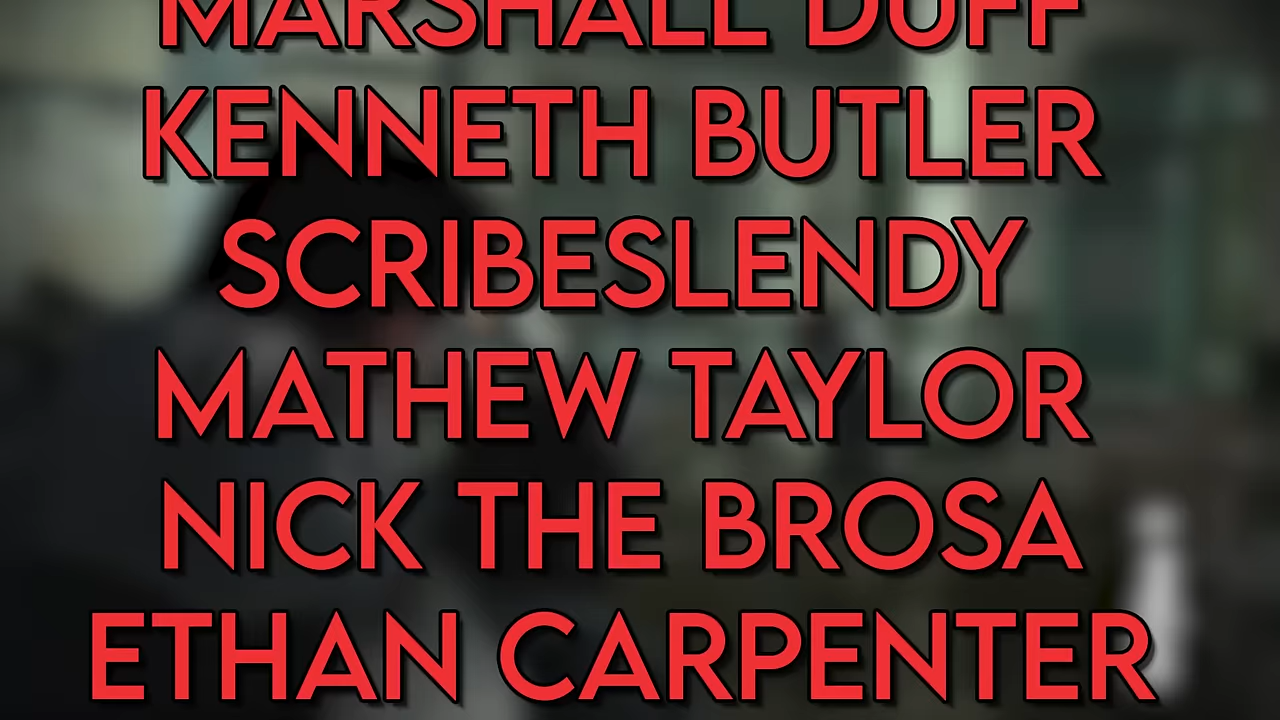 MARSHALL DUFF
KENNETH BUTLER
SCRIBESLENDY
MATHEW TAYLOR
NICK THE BROSA
ETHAN CARPENTER